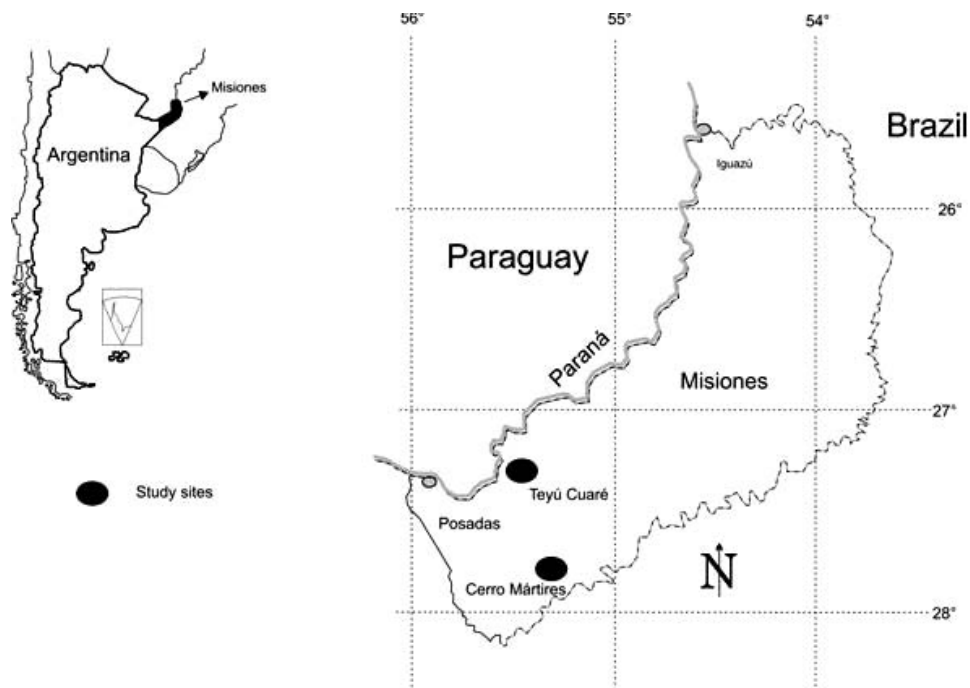 56°
55°
54°
Misiones
Argentina
Brazil
Iguazú
26°
Paraguay
Paraná
Misiones
27°
Teyú Cuaré
Study sites
Posadas
N
Cerro Mártires
28°